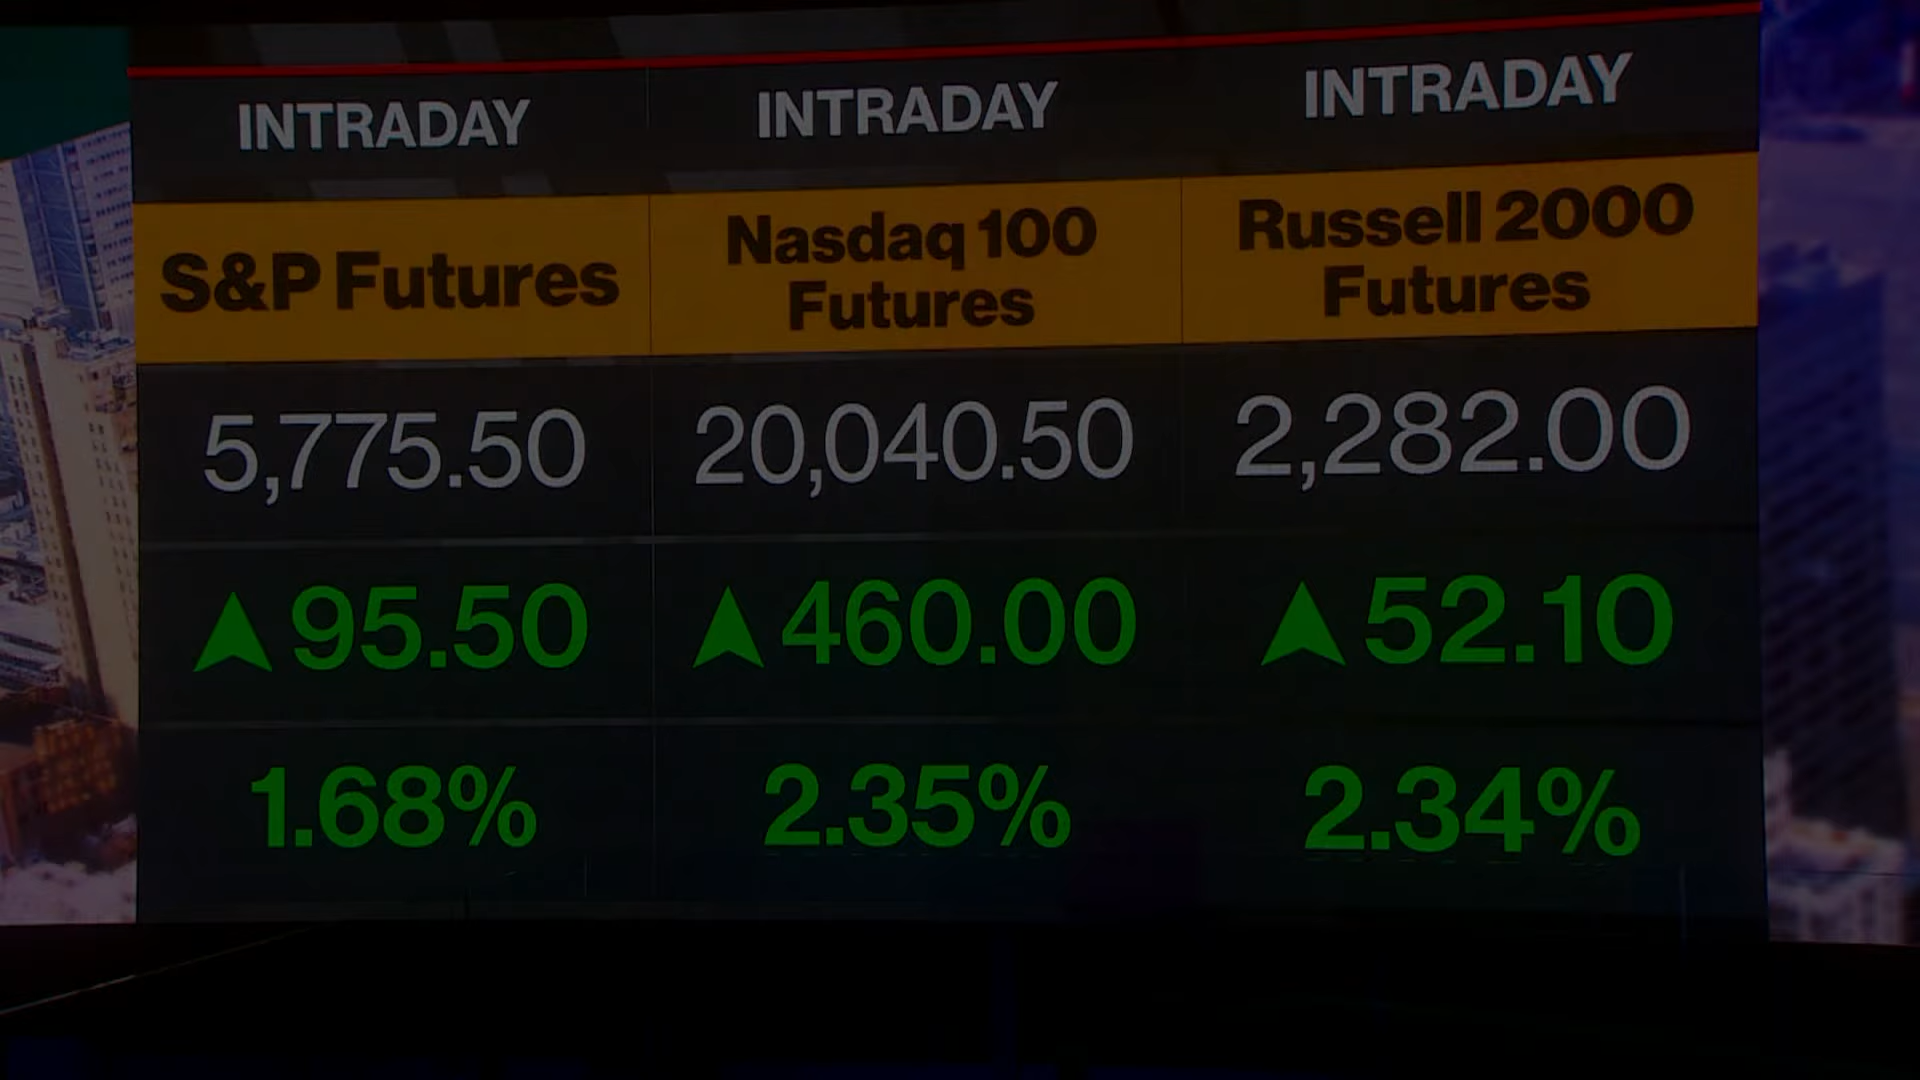 INTRADAY INTRADAY INTRADAY
S&P Futures
Nasdaq 100
Futures
Russell 2000
Futures
5,775.50 20,040.50 2,282.00
▲95.50 ▲460.00 ▲52.10
1.68% 2.35% 2.34%